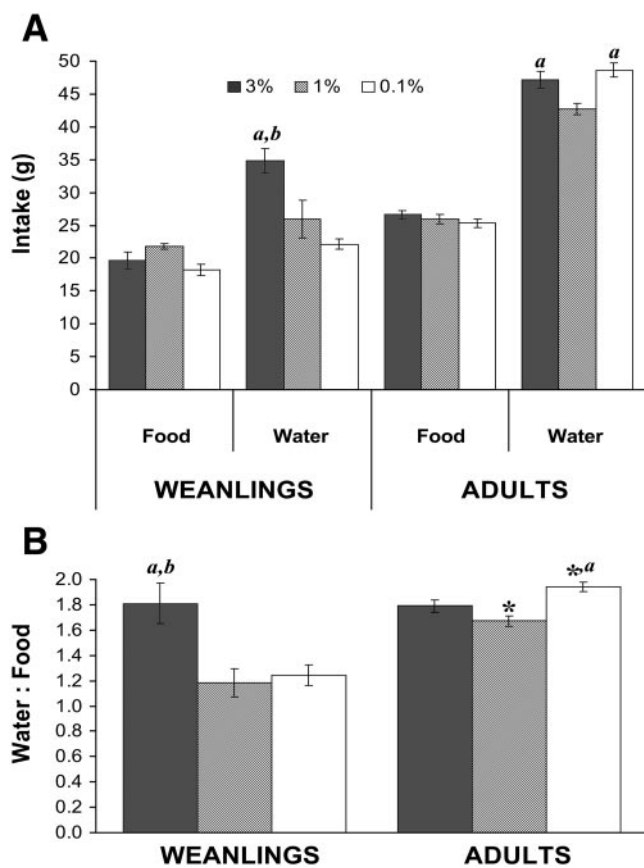 A
50
45
40
35
30
25
20
15
10
5
0
Intake (g)
3% 1% 0.1%
a,b
a
a
Food Water Food Water
WEANLINGS ADULTS
B
2.0
1.8
1.6
1.4
1.2
1.0
0.8
0.6
0.4
0.2
0.0
Water : Food
a,b
*
*,a
WEANLINGS ADULTS